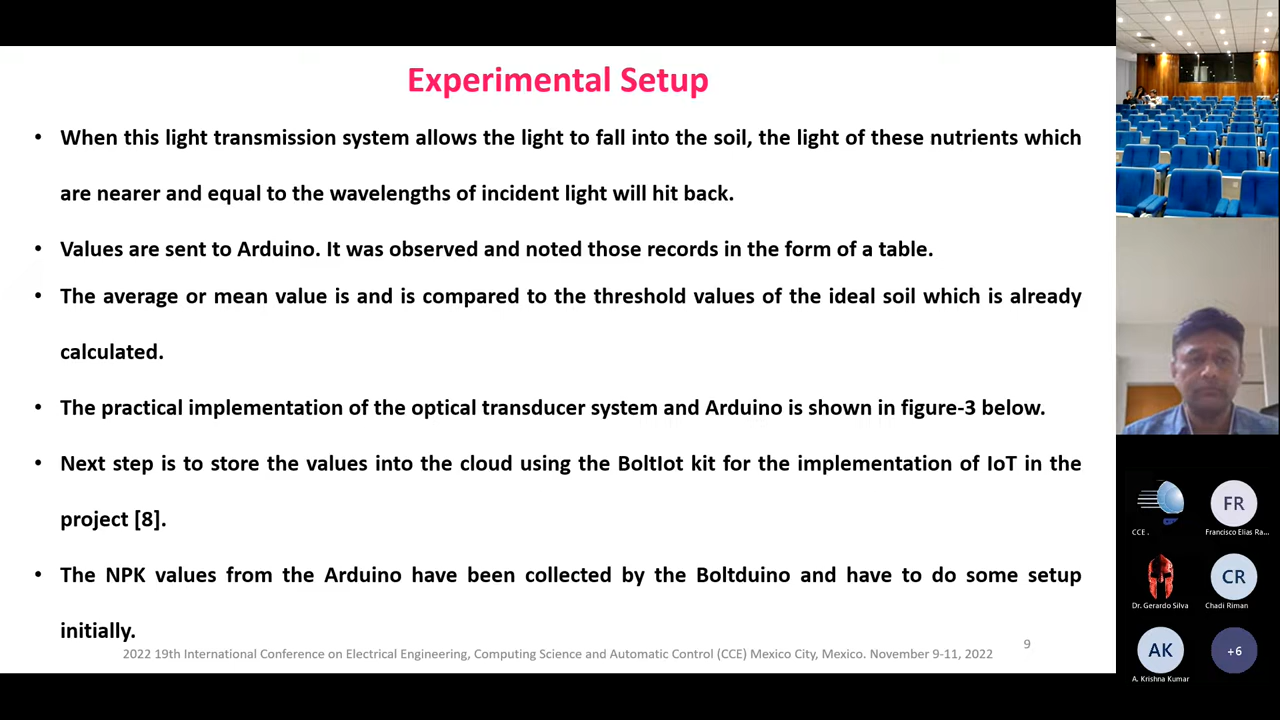 Experimental Setup
• When this light transmission system allows the light to fall into the soil, the light of these nutrients which
are nearer and equal to the wavelengths of incident light will hit back.
• Values are sent to Arduino. It was observed and noted those records in the form of a table.
• The average or mean value is and is compared to the threshold values of the ideal soil which is already
calculated.
• The practical implementation of the optical transducer system and Arduino is shown in figure-3 below.
• Next step is to store the values into the cloud using the BoltIot kit for the implementation of IoT in the
project [8].
• The NPK values from the Arduino have been collected by the Boltduino and have to do some setup
initially.
2022 19th International Conference on Electrical Engineering, Computing Science and Automatic Control (CCE) Mexico City, Mexico. November 9-11, 2022
9
CCE .
FR
Francisco Elias Ra...
Dr. Gerardo Silva
CR
Chadi Riman
AK
A. Krishna Kumar
+6